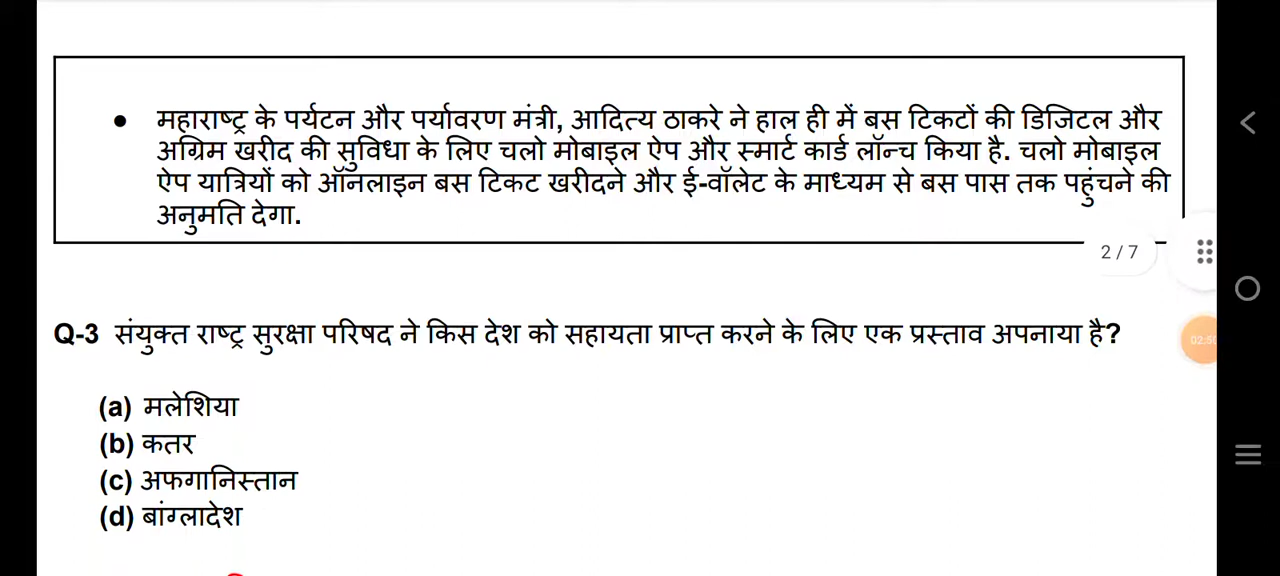 ● महाराष्ट्र के पर्यटन और पर्यावरण मंत्री, आदित्य ठाकरे ने हाल ही में बस टिकटों की डिजिटल और
अग्रिम खरीद की सुविधा के लिए चलो मोबाइल ऐप और स्मार्ट कार्ड लॉन्च किया है. चलो मोबाइल
ऐप यात्रियों को ऑनलाइन बस टिकट खरीदने और ई-वॉलेट के माध्यम से बस पास तक पहुंचने की
अनुमति देगा.
2 / 7
Q-3 संयुक्त राष्ट्र सुरक्षा परिषद ने किस देश को सहायता प्राप्त करने के लिए एक प्रस्ताव अपनाया है?
02:50
(a) मलेशिया
(b) कतर
(c) अफगानिस्तान
(d) बांग्लादेश